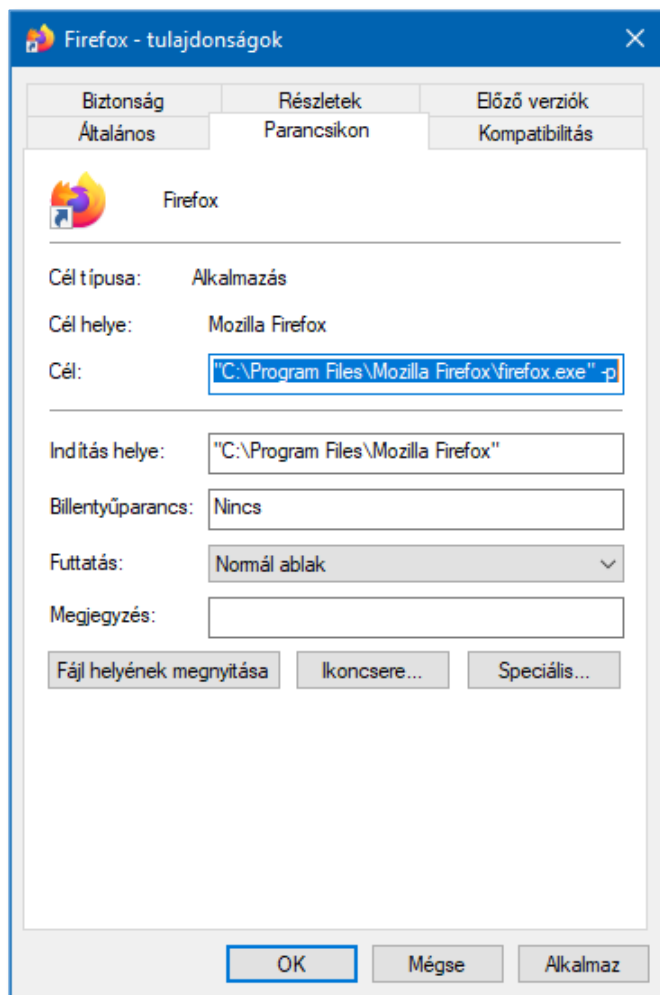 Firefox - tulajdonságok
Biztonság Részletek Előző verziók
Általános Parancsikon Kompatibilitás
Firefox
Cél típusa: Alkalmazás
Cél helye: Mozilla Firefox
Cél: "C:\Program Files\Mozilla Firefox\firefox.exe" -p
Indítás helye: "C:\Program Files\Mozilla Firefox"
Billentyűparancs: Nincs
Futtatás: Normál ablak
Megjegyzés:
Fájl helyének megnyitása Ikoncsere... Speciális...
OK Mégse Alkalmaz